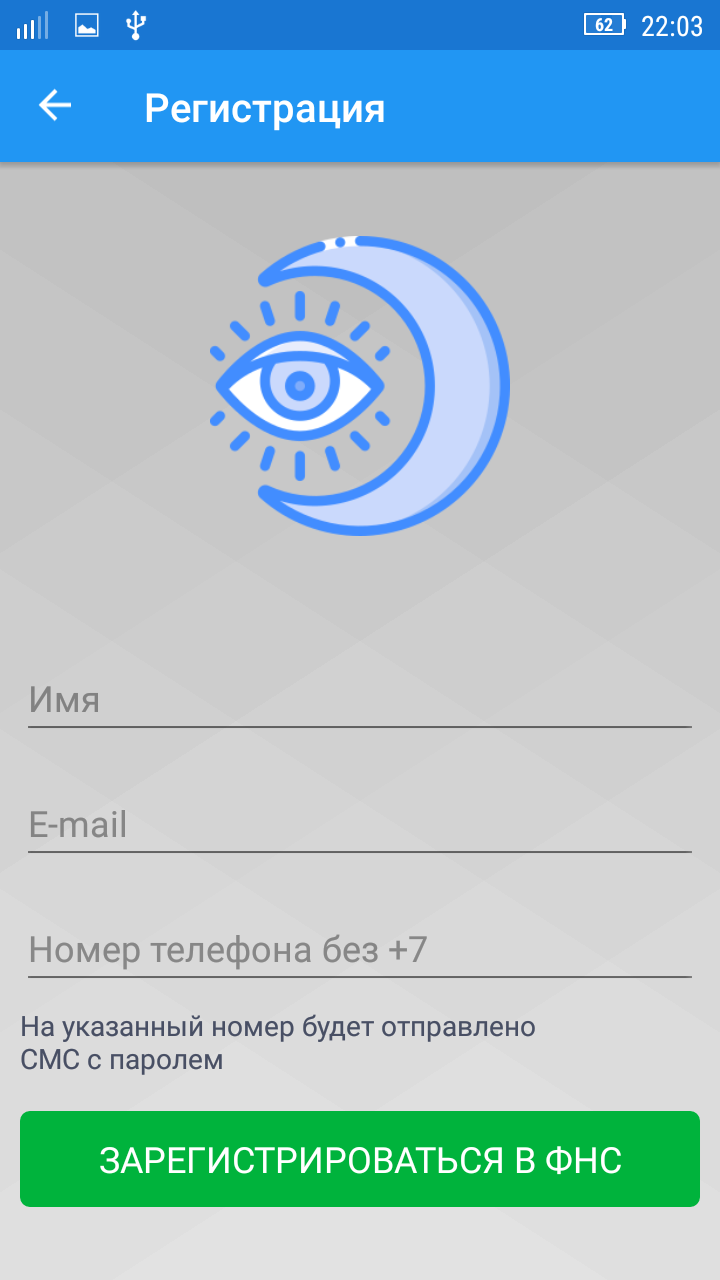 62 22:03
Регистрация
Имя
E-mail
Номер телефона без +7
На указанный номер будет отправлено
СМС с паролем
ЗАРЕГИСТРИРОВАТЬСЯ В ФНС